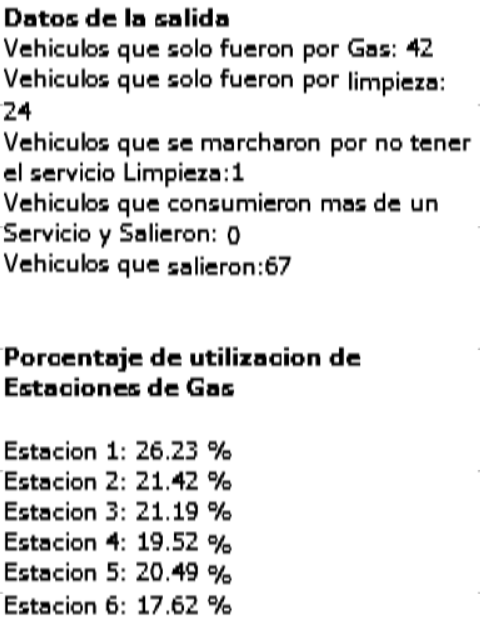 Datos de la salida
Vehiculos que solo fueron por Gas: 42
Vehiculos que solo fueron por limpieza:
24
Vehiculos que se marcharon por no tener
el servicio Limpieza:1
Vehiculos que consumieron mas de un
Servicio y Salieron: 0
Vehiculos que salieron:67
Porcentaje de utilizacion de
Estaciones de Gas
Estacion 1: 26.23 %
Estacion 2: 21.42 %
Estacion 3: 21.19 %
Estacion 4: 19.52 %
Estacion 5: 20.49 %
Estacion 6: 17.62 %